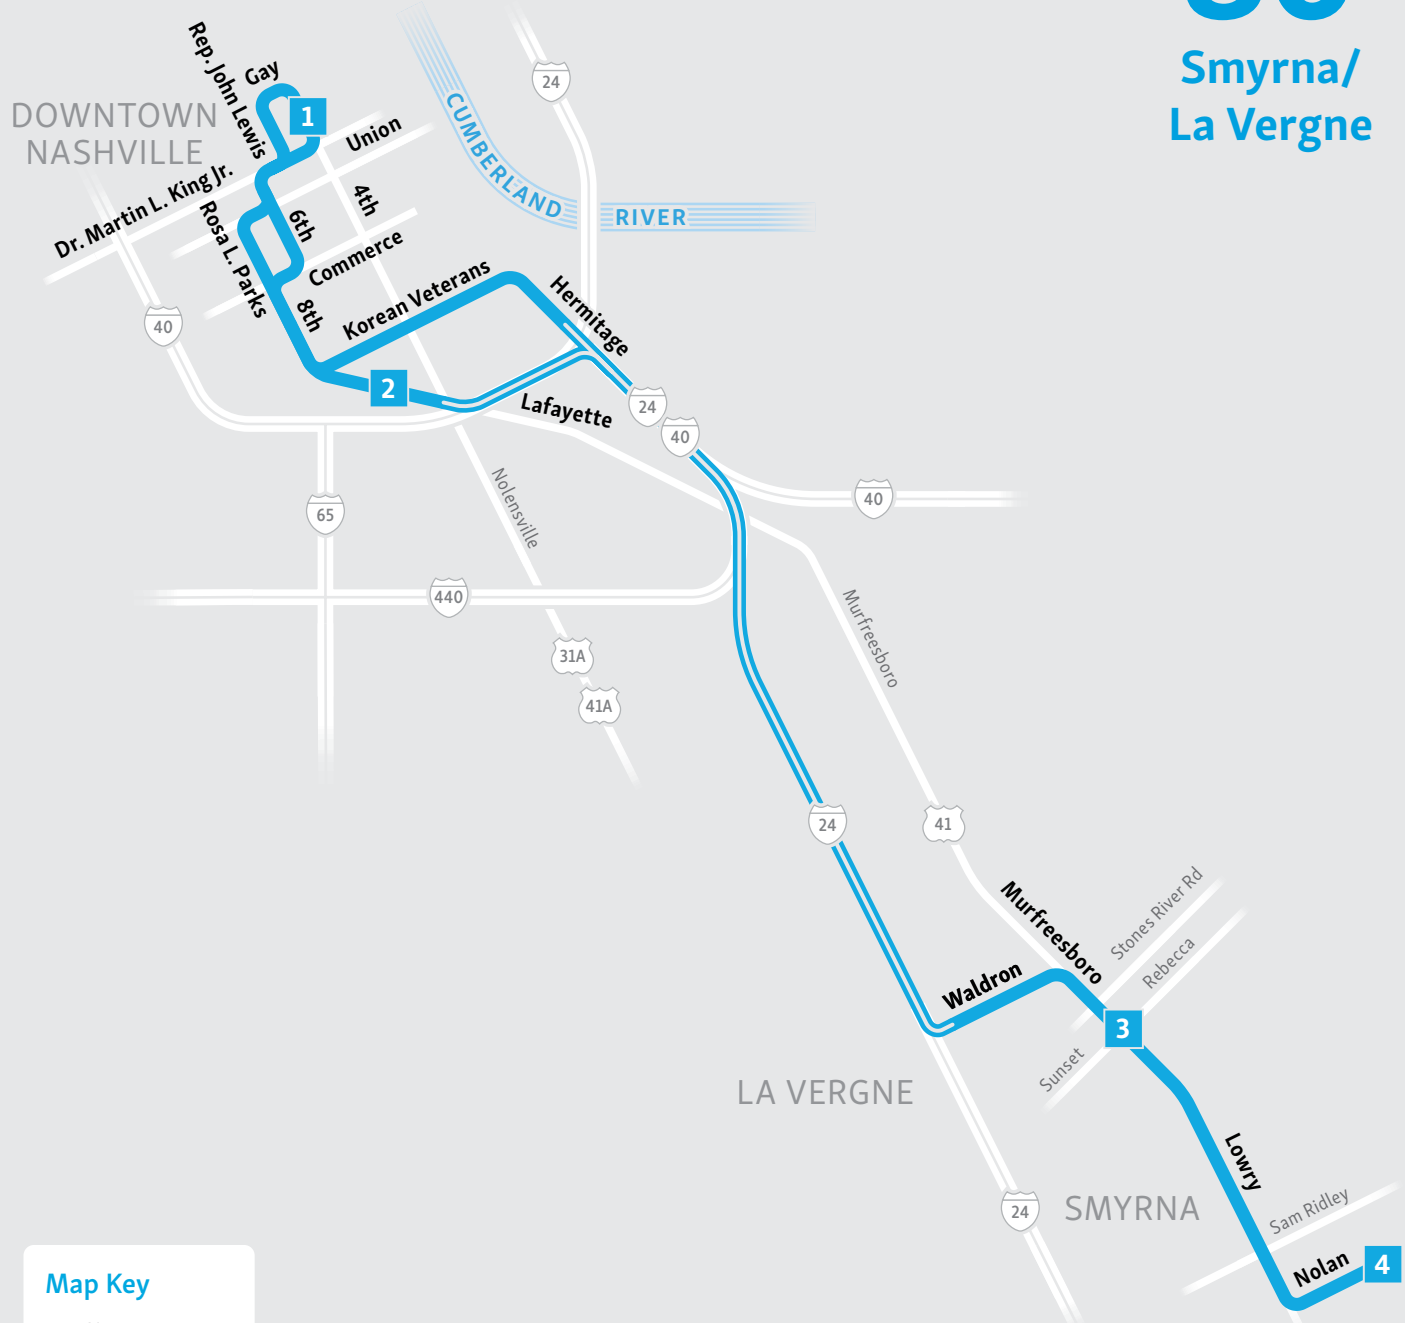 Smyrna/
La Vergne
DOWNTOWN
NASHVILLE
Rep. John Lewis
Gay
1
Union
Dr. Martin L. King Jr.
4th
6th
Rosa L. Parks
Commerce
8th
Korean Veterans
Hermitage
CUMBERLAND
RIVER
24
40
2
Lafayette
24
40
40
65
Nolensville
440
31A
41A
Murfreesboro
24
41
Murfreesboro
Stones River Rd
Rebecca
Waldron
3
Sunset
LA VERGNE
Lowry
SMYRNA
24
Sam Ridley
Nolan
4
Map Key